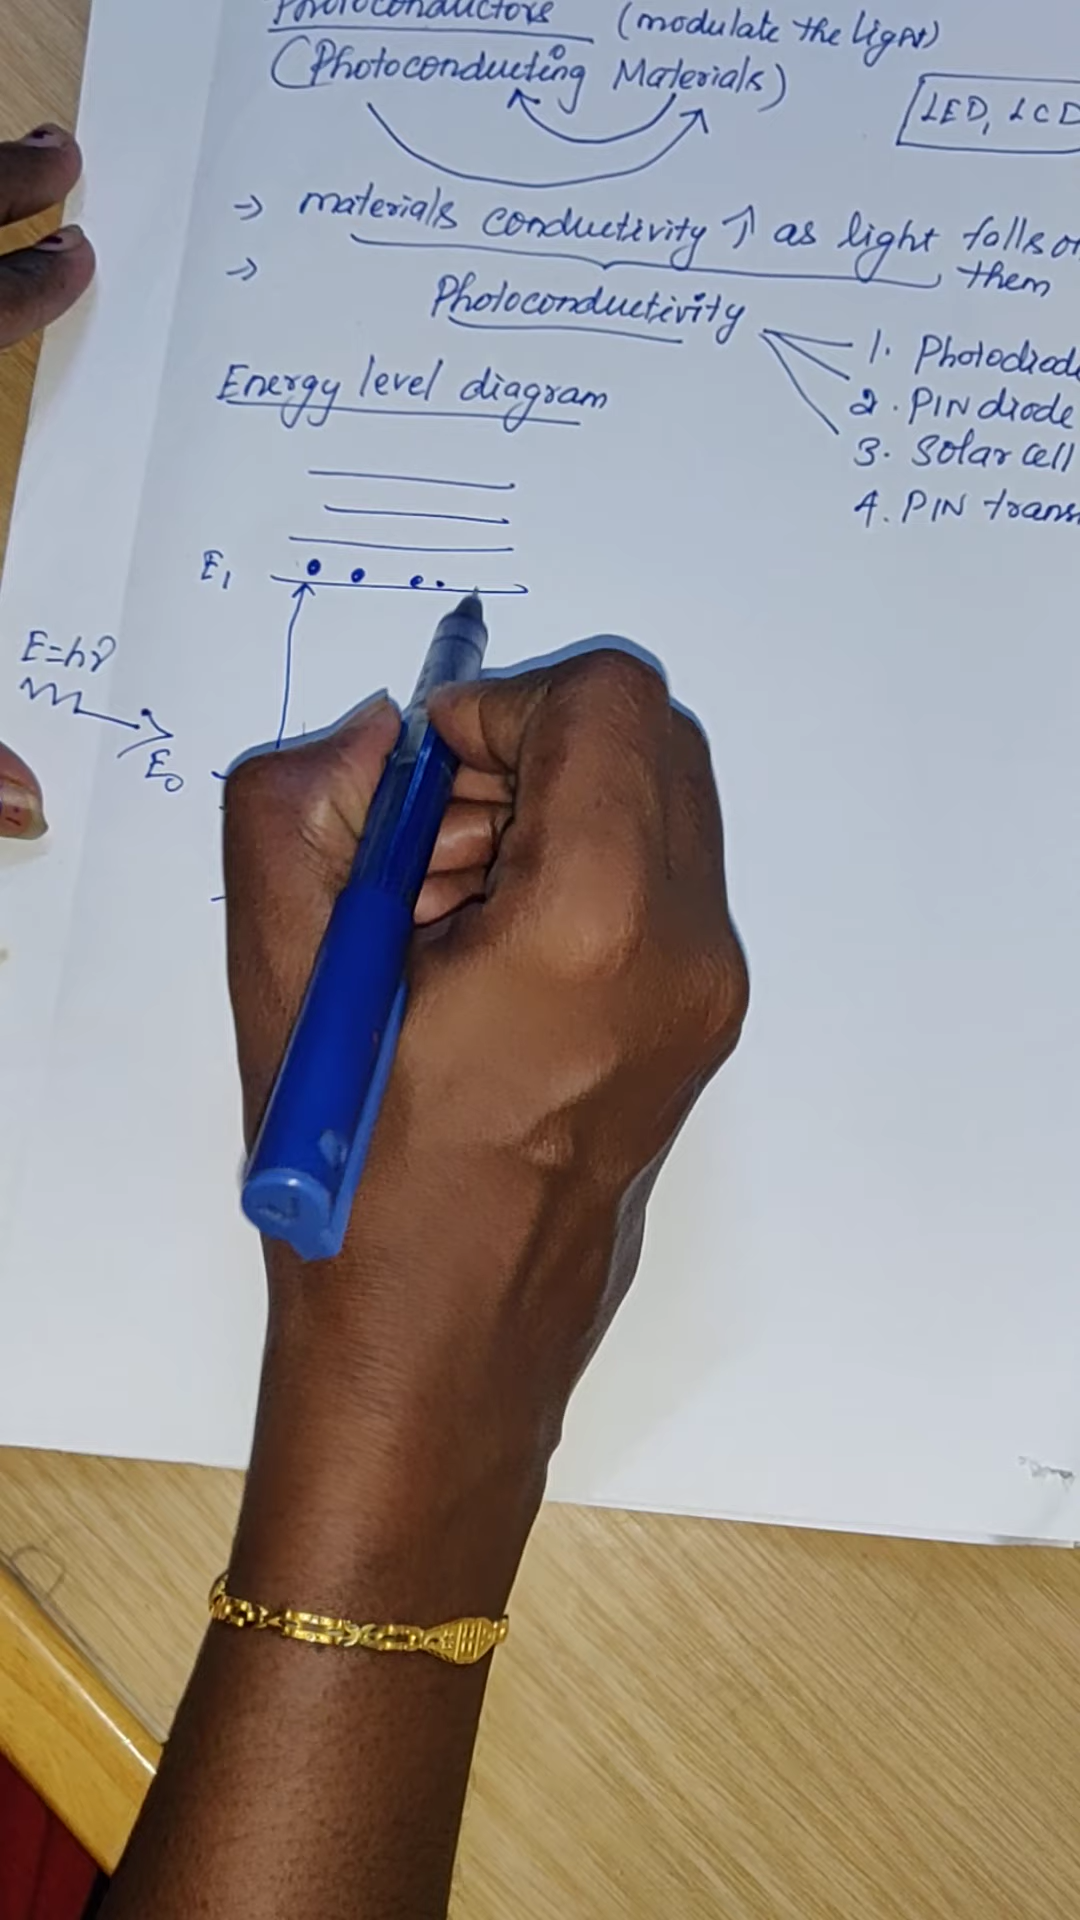 Photoconductors (modulate the light)
(Photoconducting Materials)
LED, LCD
→ materials conductivity ↑ as light falls on
them
→
Photoconductivity
1. Photodiode
2. PIN diode
3. Solar cell
4. PIN
Energy level diagram
E₁
E=hν
E₀